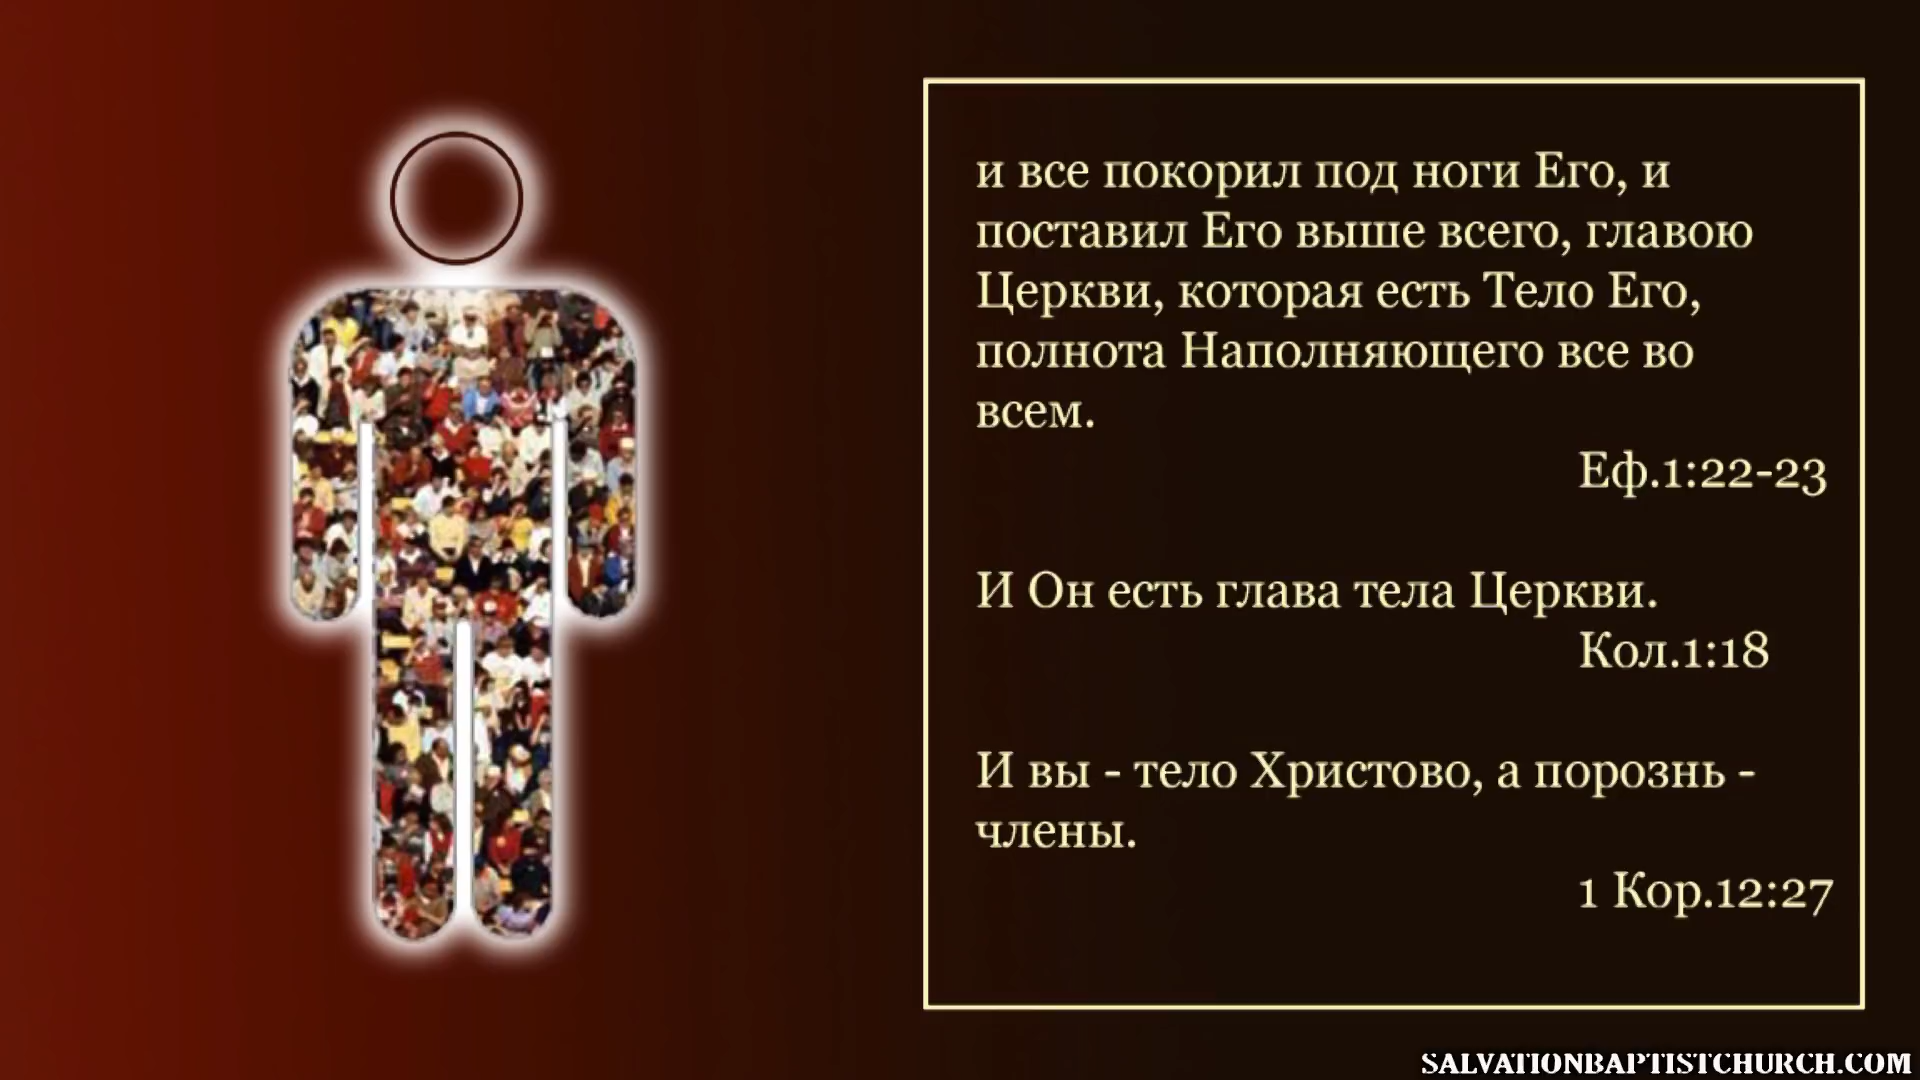 и все покорил под ноги Его, и
поставил Его выше всего, главою
Церкви, которая есть Тело Его,
полнота Наполняющего все во
всем.
Еф.1:22-23
И Он есть глава тела Церкви.
Кол.1:18
И вы - тело Христово, а порознь -
члены.
1 Кор.12:27
SALVATIONBAPTISTCHURCH.COM